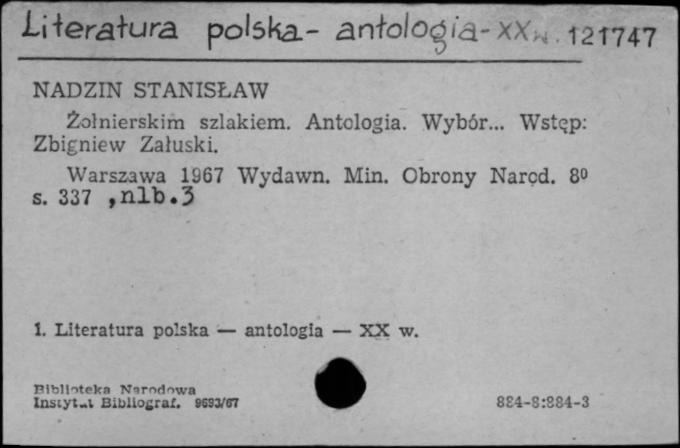 Literatura polska - antologia - XX w. 121747
NADZIN STANISŁAW
Żołnierskim szlakiem. Antologia. Wybór... Wstęp:
Zbigniew Załuski.
Warszawa 1967 Wydawn. Min. Obrony Narod. 8⁰
s. 337 ,nlb.3
1. Literatura polska — antologia — XX w.
Biblioteka Narodowa
Instytut Bibliograf. 9693/67
884-8:884-3